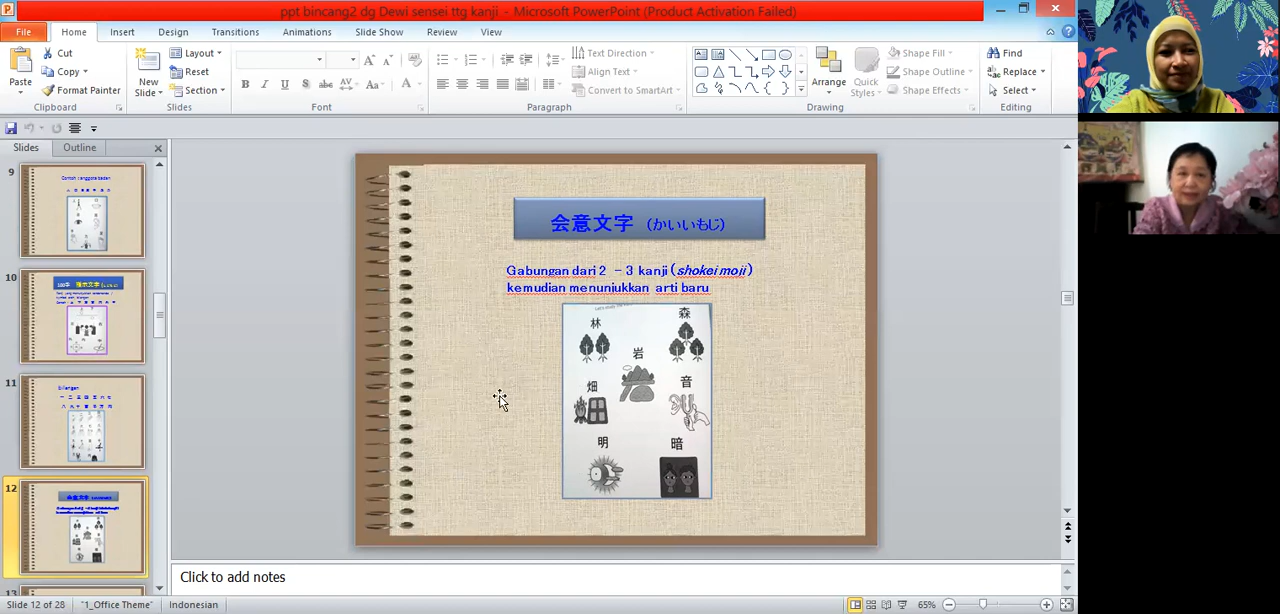 ppt bincang2 dg Dewi sensei ttg kanji - Microsoft PowerPoint (Product Activation Failed)
File Home Insert Design Transitions Animations Slide Show Review View
Paste
Cut
Copy
Format Painter
Clipboard
New Slide
Layout
Reset
Section
Slides
Font
Text Direction
Align Text
Convert to SmartArt
Paragraph
Arrange
Quick Styles
Shape Fill
Shape Outline
Shape Effects
Drawing
Find
Replace
Select
Editing
Slides Outline
9
10
11
12
13
会意文字 (かいいもじ)
Gabungan dari 2 – 3 kanji (shokei moji)
kemudian menunjukkan arti baru
林 森
岩
畑 音
明 暗
Click to add notes
Slide 12 of 28 "1_Office Theme" Indonesian 65%